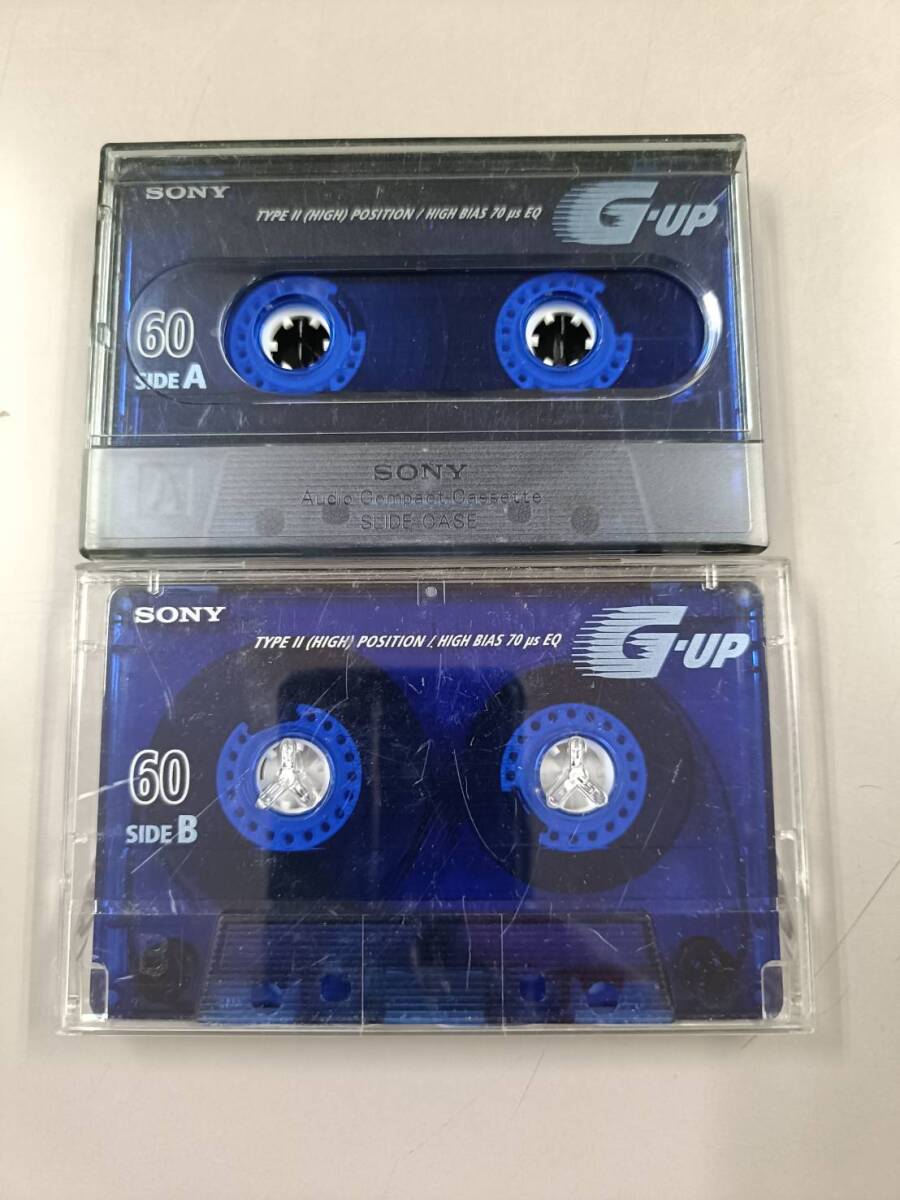 SONY
TYPE II (HIGH) POSITION / HIGH BIAS 70 µs EQ
G-UP
60
SIDE A
SONY
Audio Compact Cassette
SLIDE CASE
SONY
TYPE II (HIGH) POSITION / HIGH BIAS 70 µs EQ
G-UP
60
SIDE B